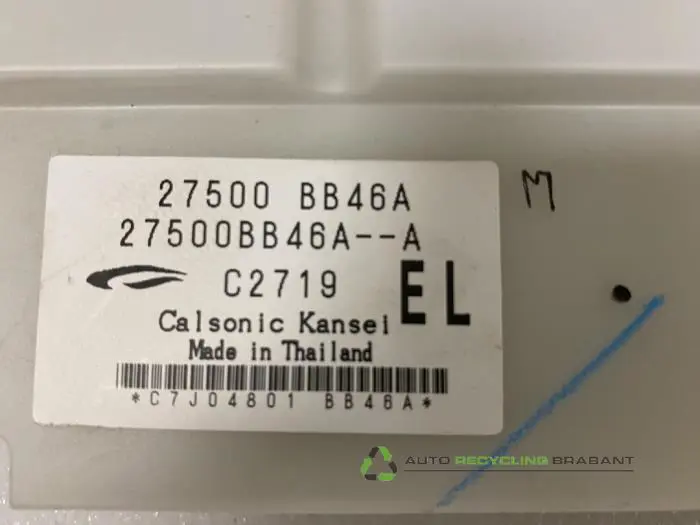 27500 BB46A
27500BB46A--A
C2719
EL
Calsonic Kansei
Made in Thailand
*C7J04801 BB46A*
M
AUTO RECYCLING BRABANT